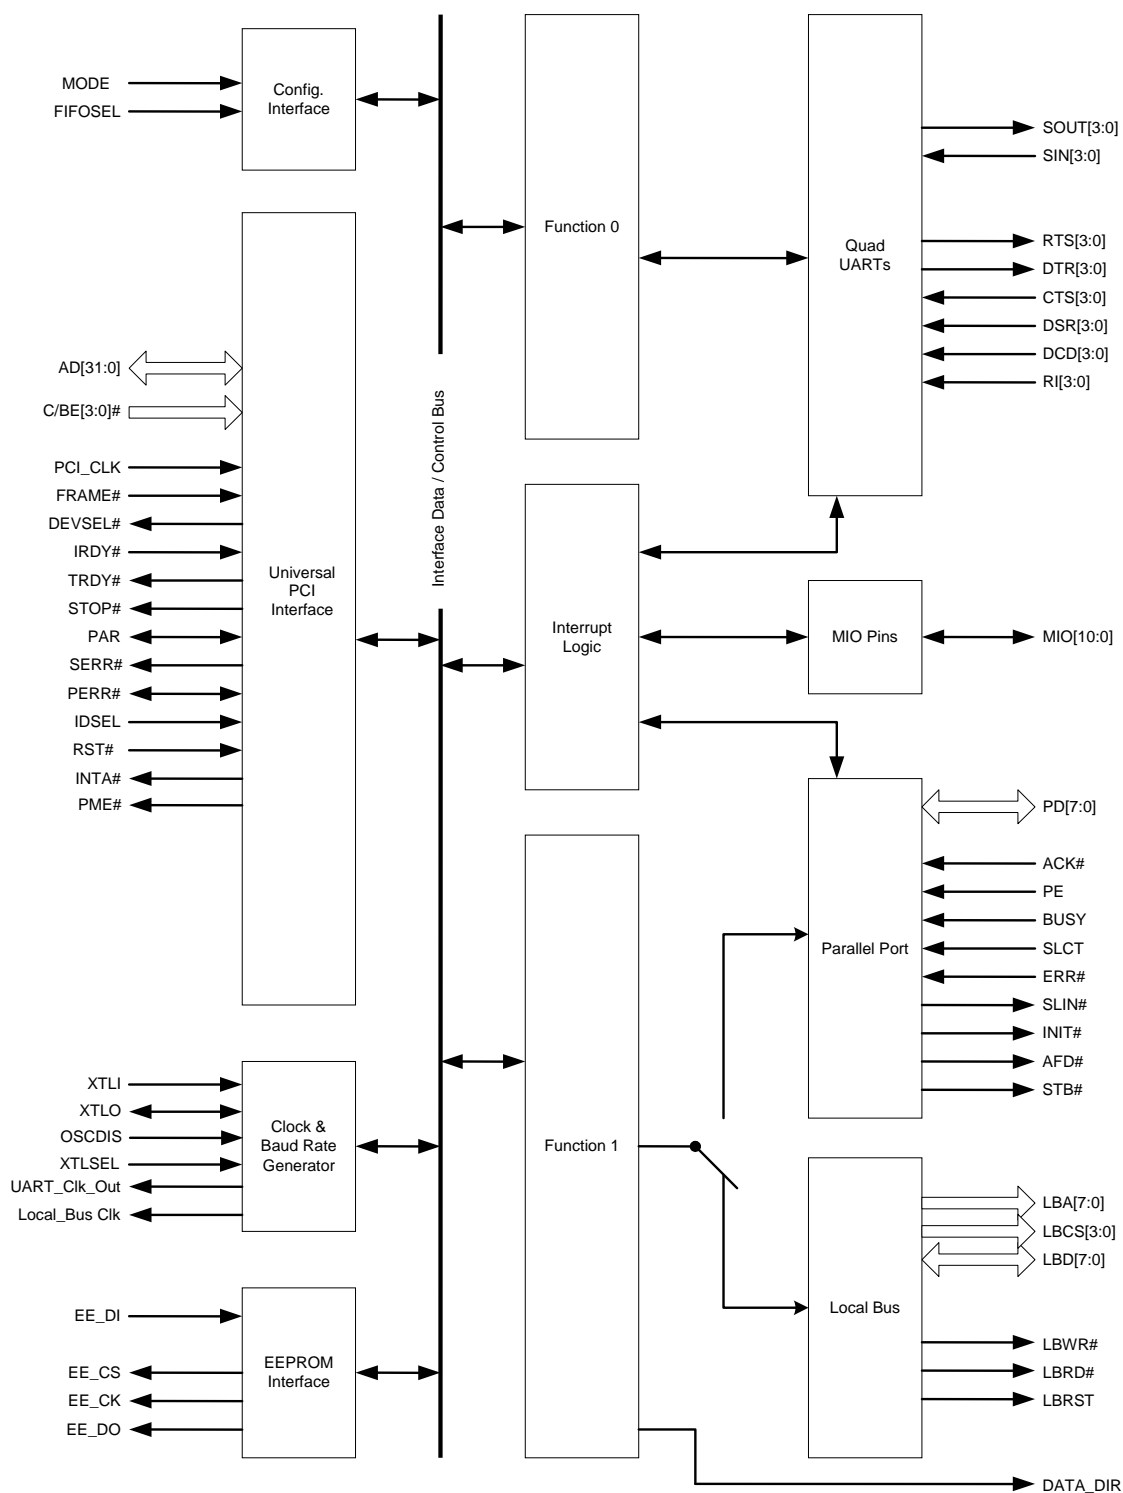 MODE
FIFOSEL
Config.
Interface
AD[31:0]
C/BE[3:0]#
PCI_CLK
FRAME#
DEVSEL#
IRDY#
TRDY#
STOP#
PAR
SERR#
PERR#
IDSEL
RST#
INTA#
PME#
Universal
PCI
Interface
XTLI
XTLO
OSCDIS
XTLSEL
UART_Clk_Out
Local_Bus Clk
Clock &
Baud Rate
Generator
EE_DI
EE_CS
EE_CK
EE_DO
EEPROM
Interface
Interface Data / Control Bus
Function 0
Interrupt
Logic
Function 1
Quad
UARTs
SOUT[3:0]
SIN[3:0]
RTS[3:0]
DTR[3:0]
CTS[3:0]
DSR[3:0]
DCD[3:0]
RI[3:0]
MIO Pins
MIO[10:0]
Parallel Port
PD[7:0]
ACK#
PE
BUSY
SLCT
ERR#
SLIN#
INIT#
AFD#
STB#
Local Bus
LBA[7:0]
LBCS[3:0]
LBD[7:0]
LBWR#
LBRD#
LBRST
DATA_DIR